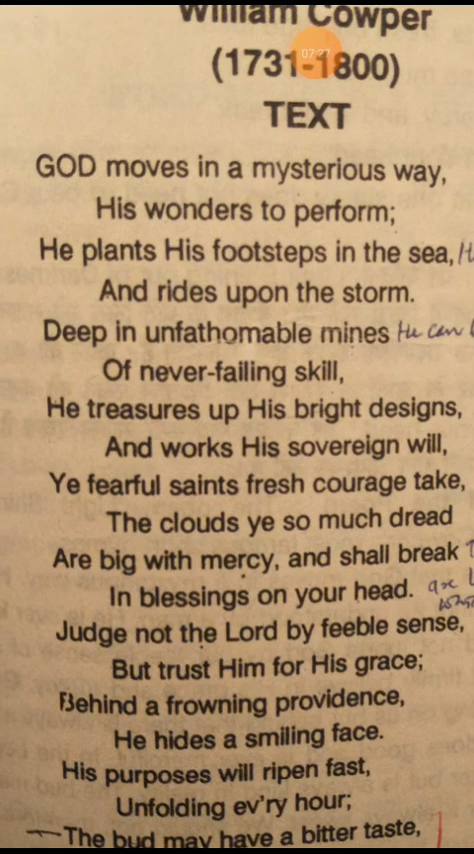 William Cowper
07:27
(1731-1800)
TEXT
GOD moves in a mysterious way,
His wonders to perform;
He plants His footsteps in the sea,
And rides upon the storm.
Deep in unfathomable mines He can
Of never-failing skill,
He treasures up His bright designs,
And works His sovereign will,
Ye fearful saints fresh courage take,
The clouds ye so much dread
Are big with mercy, and shall break
In blessings on your head. are
Judge not the Lord by feeble sense,
But trust Him for His grace;
Behind a frowning providence,
He hides a smiling face.
His purposes will ripen fast,
Unfolding ev'ry hour;
The bud may have a bitter taste,